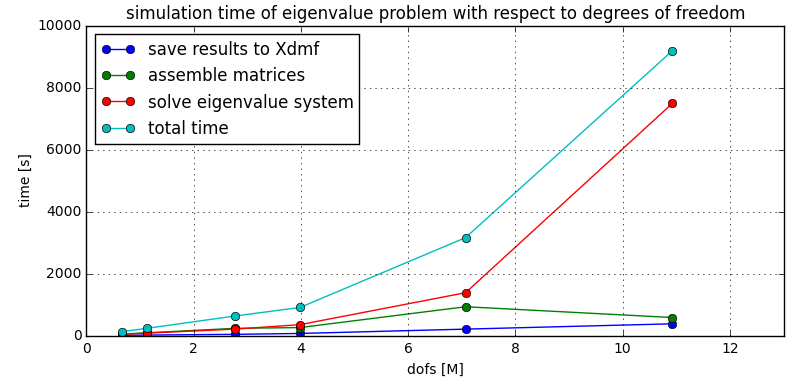 simulation time of eigenvalue problem with respect to degrees of freedom
10000
8000
6000
4000
2000
0
time [s]
save results to Xdmf
assemble matrices
solve eigenvalue system
total time
0 2 4 6 8 10 12
dofs [M]